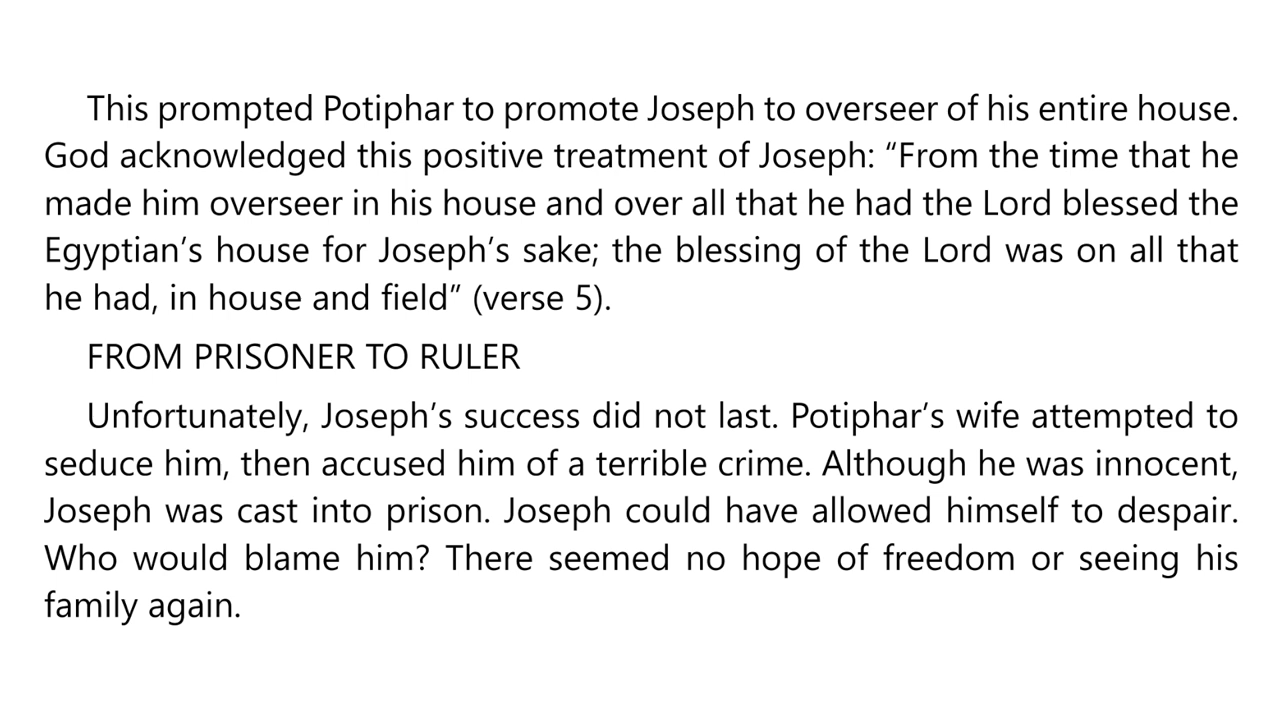 This prompted Potiphar to promote Joseph to overseer of his entire house.
God acknowledged this positive treatment of Joseph: “From the time that he
made him overseer in his house and over all that he had the Lord blessed the
Egyptian’s house for Joseph’s sake; the blessing of the Lord was on all that
he had, in house and field” (verse 5).
FROM PRISONER TO RULER
Unfortunately, Joseph’s success did not last. Potiphar’s wife attempted to
seduce him, then accused him of a terrible crime. Although he was innocent,
Joseph was cast into prison. Joseph could have allowed himself to despair.
Who would blame him? There seemed no hope of freedom or seeing his
family again.